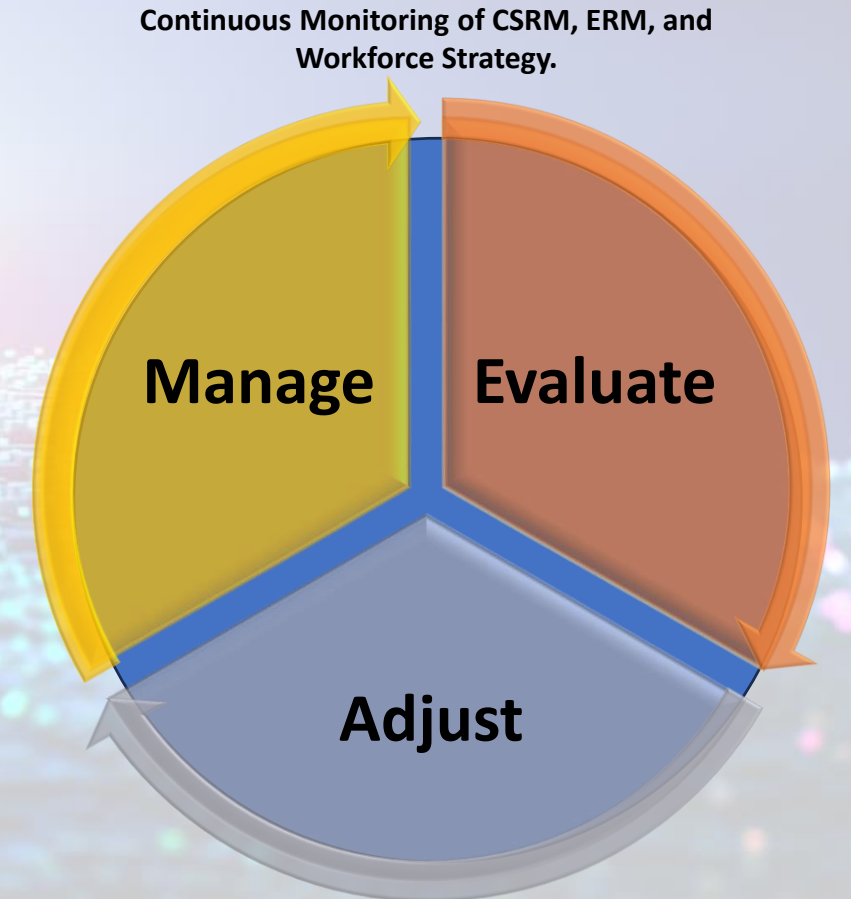 Continuous Monitoring of CSRM, ERM, and
Workforce Strategy.
Manage
Evaluate
Adjust